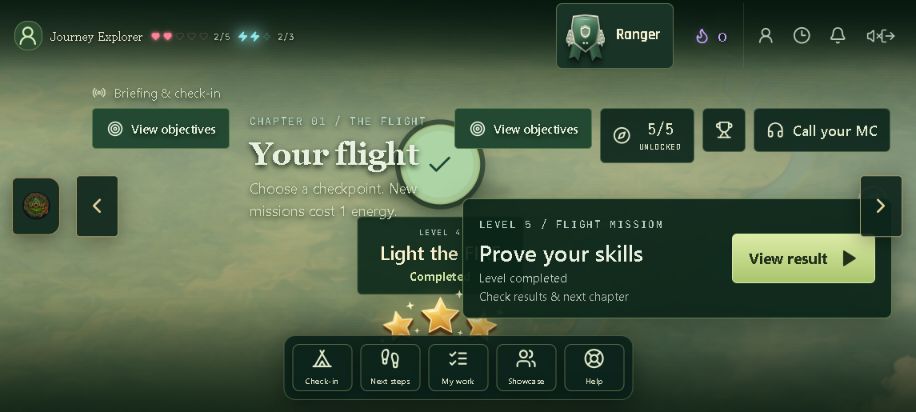 Journey Explorer 2/5 2/3
Ranger
0
Briefing & check-in
View objectives
CHAPTER 01 / THE FLIGHT
Your flight
Choose a checkpoint. New
missions cost 1 energy.
View objectives
5/5
UNLOCKED
Call your MC
LEVEL 4
Light the
Completed
LEVEL 5 / FLIGHT MISSION
Prove your skills
Level completed
Check results & next chapter
View result
Check-in
Next steps
My work
Showcase
Help